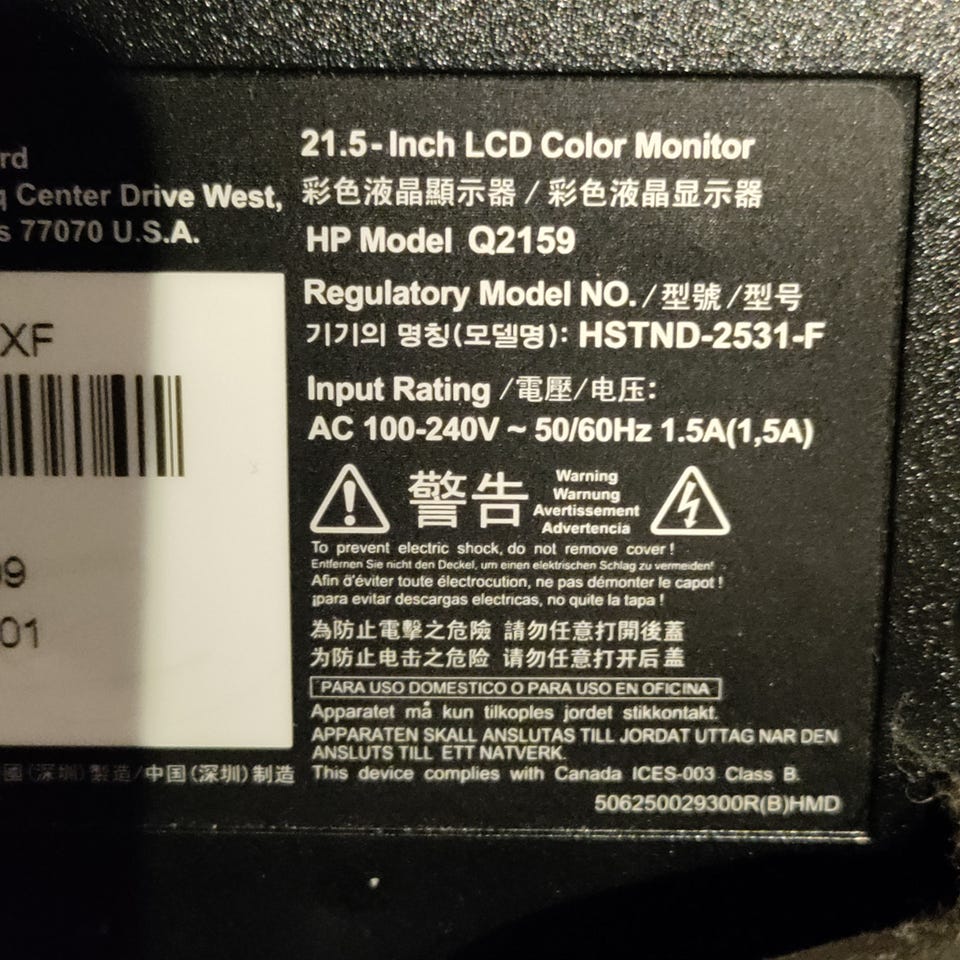 rd
Center Drive West,
s 77070 U.S.A.
XF
09
01
國(深圳)製造/中国(深圳)制造
21.5-Inch LCD Color Monitor
彩色液晶顯示器 / 彩色液晶显示器
HP Model Q2159
Regulatory Model NO./型號/型号
기기의 명칭(모델명): HSTND-2531-F
Input Rating /電壓/电压:
AC 100-240V ~ 50/60Hz 1.5A(1,5A)
警告
Warning
Warnung
Avertissement
Advertencia
To prevent electric shock, do not remove cover !
Entfernen Sie nicht den Deckel, um einen elektrischen Schlag zu vermeiden!
Afin d'éviter toute électrocution, ne pas démonter le capot !
¡para evitar descargas electricas, no quite la tapa !
為防止電擊之危險 請勿任意打開後蓋
为防止电击之危险 请勿任意打开后盖
PARA USO DOMESTICO O PARA USO EN OFICINA
Apparatet må kun tilkoples jordet stikkontakt.
APPARATEN SKALL ANSLUTAS TILL JORDAT UTTAG NAR DEN
ANSLUTS TILL ETT NATVERK.
This device complies with Canada ICES-003 Class B.
506250029300R(B)HMD